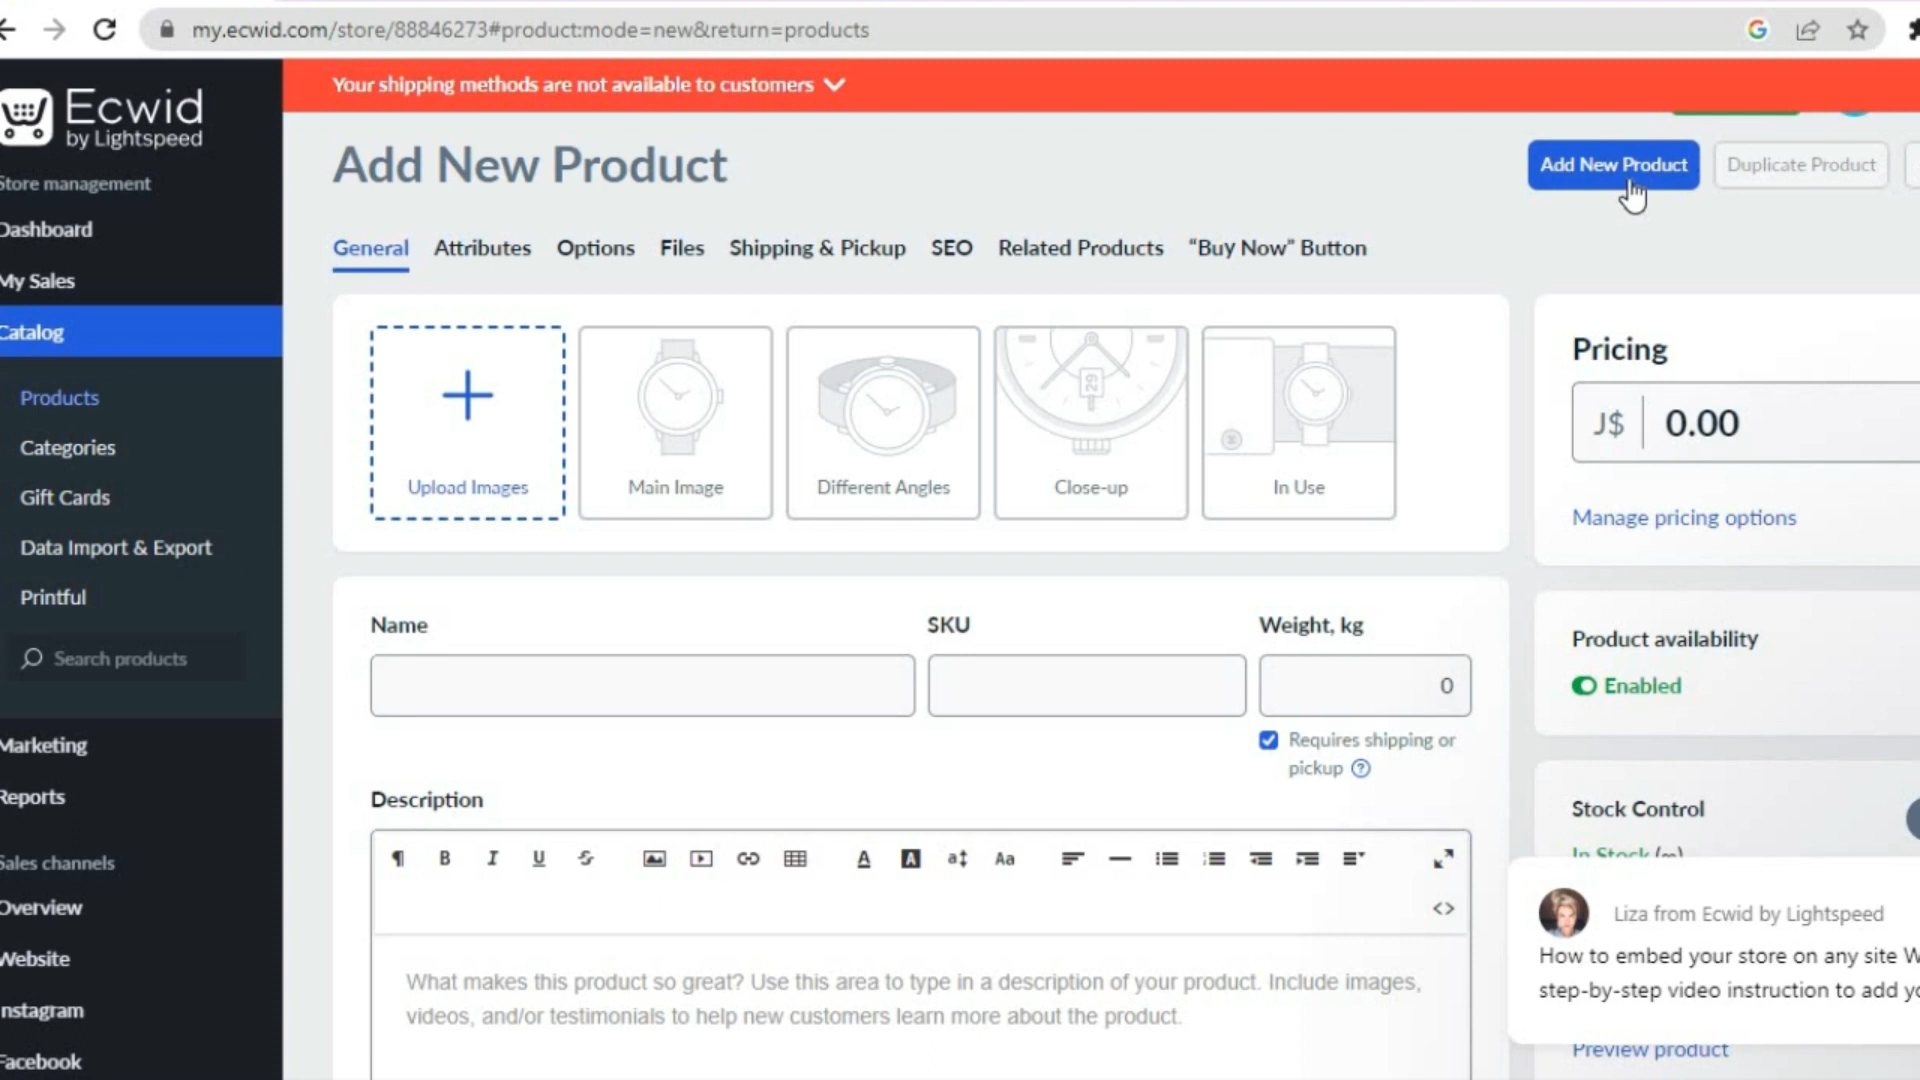 my.ecwid.com/store/88846273#product:mode=new&return=products
Your shipping methods are not available to customers
Ecwid
by Lightspeed
Store management
Dashboard
My Sales
Catalog
Products
Categories
Gift Cards
Data Import & Export
Printful
Search products
Marketing
Reports
Sales channels
Overview
Website
Instagram
Facebook
Add New Product
Add New Product
Duplicate Product
General Attributes Options Files Shipping & Pickup SEO Related Products “Buy Now” Button
Upload Images
Main Image
Different Angles
29
Close-up
In Use
Name
SKU
Weight, kg
0
Requires shipping or
pickup
Description
What makes this product so great? Use this area to type in a description of your product. Include images,
videos, and/or testimonials to help new customers learn more about the product.
Pricing
J$ 0.00
Manage pricing options
Product availability
Enabled
Stock Control
In Stock (∞)
Liza from Ecwid by Lightspeed
How to embed your store on any site W
step-by-step video instruction to add yo
Preview product